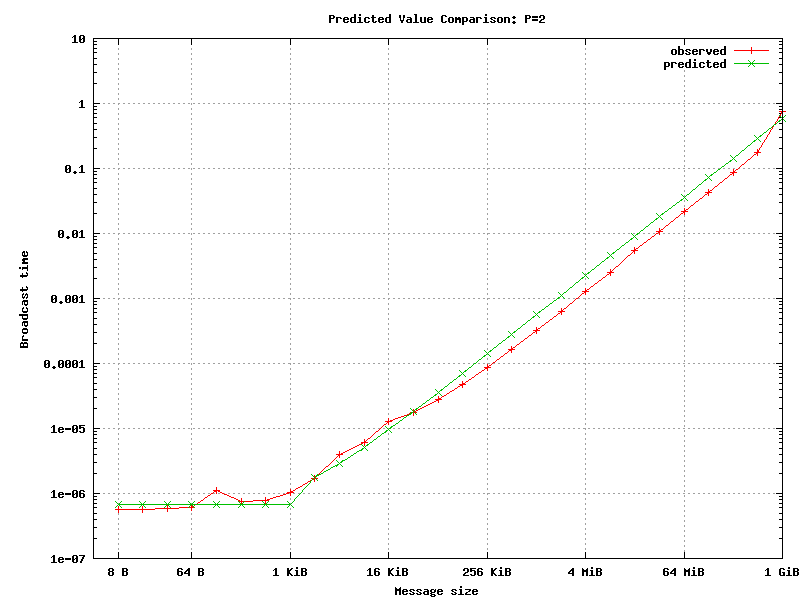 Predicted Value Comparison: P=2
observed
predicted
10
1
0.1
0.01
0.001
0.0001
1e-05
1e-06
1e-07
Broadcast time
8 B 64 B 1 KiB 16 KiB 256 KiB 4 MiB 64 MiB 1 GiB
Message size